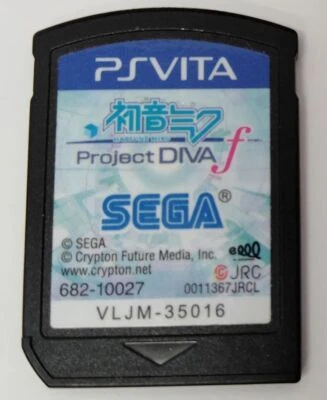 PSVITA
初音ミク
Project DIVA f
SEGA®
© SEGA
© Crypton Future Media, Inc.
www.crypton.net
JRC
682-10027
0011367JRCL
VLJM-35016